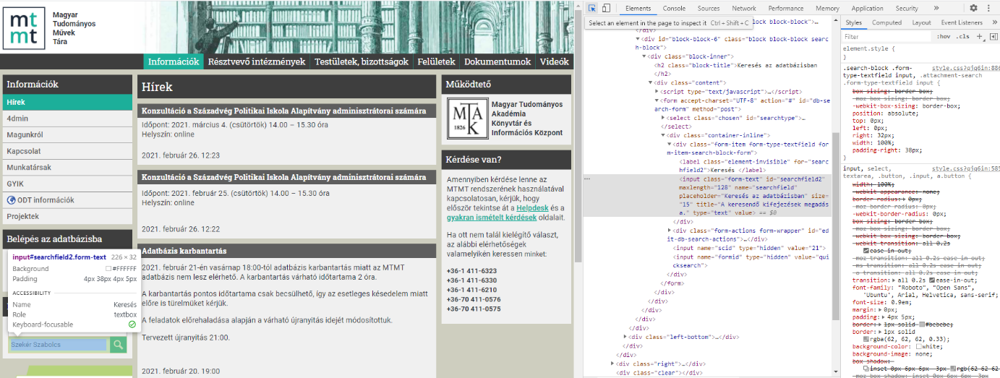 mt
mt
Magyar
Tudományos
Művek
Tára
Információk
Résztvevő intézmények
Testületek, bizottságok
Felületek
Dokumentumok
Videók
Információk
Hírek
4dmin
Magunkról
Kapcsolat
Munkatársak
GYIK
ODT információk
Projektek
Belépés az adatbázisba
input#searchfield2.form-text 226 × 32
Background #FFFFFF
Padding 4px 38px 4px 5px
ACCESSIBILITY
Name Keresés
Role textbox
Keyboard-focusable
Szekér Szabolcs
Hírek
Konzultáció a Századvég Politikai Iskola Alapítvány adminisztrátorai számára
Időpont: 2021. március 4. (csütörtök) 14.00 – 15.30 óra
Helyszín: online
2021. február 26. 12:23
Konzultáció a Századvég Politikai Iskola Alapítvány adminisztrátorai számára
Időpont: 2021. február 25. (csütörtök) 14.00 – 15.30 óra
Helyszín: online
2021. február 26. 12:22
Adatbázis karbantartás
2021. február 21-én vasárnap 18:00-tól adatbázis karbantartás miatt az MTMT
adatbázis nem lesz elérhető. A karbantartás várható időtartama 2 óra.
A karbantartás pontos időtartama csak becsülhető, így az esetleges késedelem miatt
előre is türelmüket kérjük.
A feladatok előrehaladása alapján a várható újranyitás idejét módosítottuk.
Tervezett újranyitás 21:00.
2021. február 20. 19:00
Működtető
MTA
1826 K
Magyar Tudományos
Akadémia
Könyvtár és
Információs Központ
Kérdése van?
Amennyiben kérdése lenne az
MTMT rendszerének használatával
kapcsolatosan, kérjük, hogy
először tekintse át a Helpdesk és a
gyakran ismételt kérdések oldalait.
Ha ott nem talál kielégítő választ,
az alábbi elérhetőségek
valamelyikén keressen minket:
+36-1 411-6323
+36-1 411-6330
+36-1 411-6210
+36-70 411-0576
+36-70 411-0575
Elements Console Sources Network Performance Memory Application Security »
Select an element in the page to inspect it Ctrl + Shift + C
block block-block">…
</div>
<div id="block-block-6" class="block block-block searc
h-block">
<div class="block-inner">
<h2 class="block-title">Keresés az adatbázisban
</h2>
<div class="content">
<script type="text/javascript">…</script>
<form accept-charset="UTF-8" action="#" id="db-se
arch-form" method="post">
<select class="chosen" id="searchtype">…
</select>
<div class="container-inline">
<div class="form-item form-type-textfield for
m-item-search-block-form">
<label class="element-invisible" for="sear
chfield2">Keresés </label>
<input class="form-text" id="searchfield2"
maxlength="128" name="searchfield"
placeholder="Keresés az adatbázisban" size=
"15" title="A keresendő kifejezések megadás
a." type="text" value> == $0
</div>
<div class="form-actions form-wrapper" id="ed
it-db-search-actions">…</div>
<input name="scid" type="hidden" value="21">
<input name="formid" type="hidden" value="qui
cksearch">
</div>
</form>
</div>
</div>
</div>
<div class="left-bottom">…</div>
</div>
<div class="right">…</div>
<div class="clear"></div>
Styles Computed Layout Event Listeners »
Filter :hov .cls +
element.style {
}
.search-block .form- style.css?qjq6in:886
type-textfield input, .attachment-search
.form-type-textfield input {
box-sizing: border-box;
-moz-box-sizing: border-box;
-webkit-box-sizing: border-box;
position: absolute;
top: 0px;
left: 0px;
right: 32px;
width: 100%;
padding-right: 38px;
}
input, select, style.css?qjq6in:585
textarea, .button, .input, a.button {
width: 100%;
-webkit-appearance: none;
border-radius: 0px;
-moz-border-radius: 0px;
-webkit-border-radius: 0px;
box-sizing: border-box;
-moz-box-sizing: border-box;
-webkit-box-sizing: border-box;
-webkit-transition: all 0.2s
ease-in-out;
-moz-transition: all 0.2s ease-in-out;
-ms-transition: all 0.2s ease-in-out;
-o-transition: all 0.2s ease-in-out;
transition: all 0.2s ease-in-out;
font-family: "Roboto", "Open Sans",
'Ubuntu', Arial, Helvetica, sans-serif;
font-size: 0.9em;
margin: 0px;
padding: 4px 5px;
border: 1px solid #bebebe;
border: 1px solid
rgba(62, 62, 62, 0.33);
background-color: white;
background-image: none;
box-shadow:
inset 0px 6px 6px -3px rgb(62 62 62